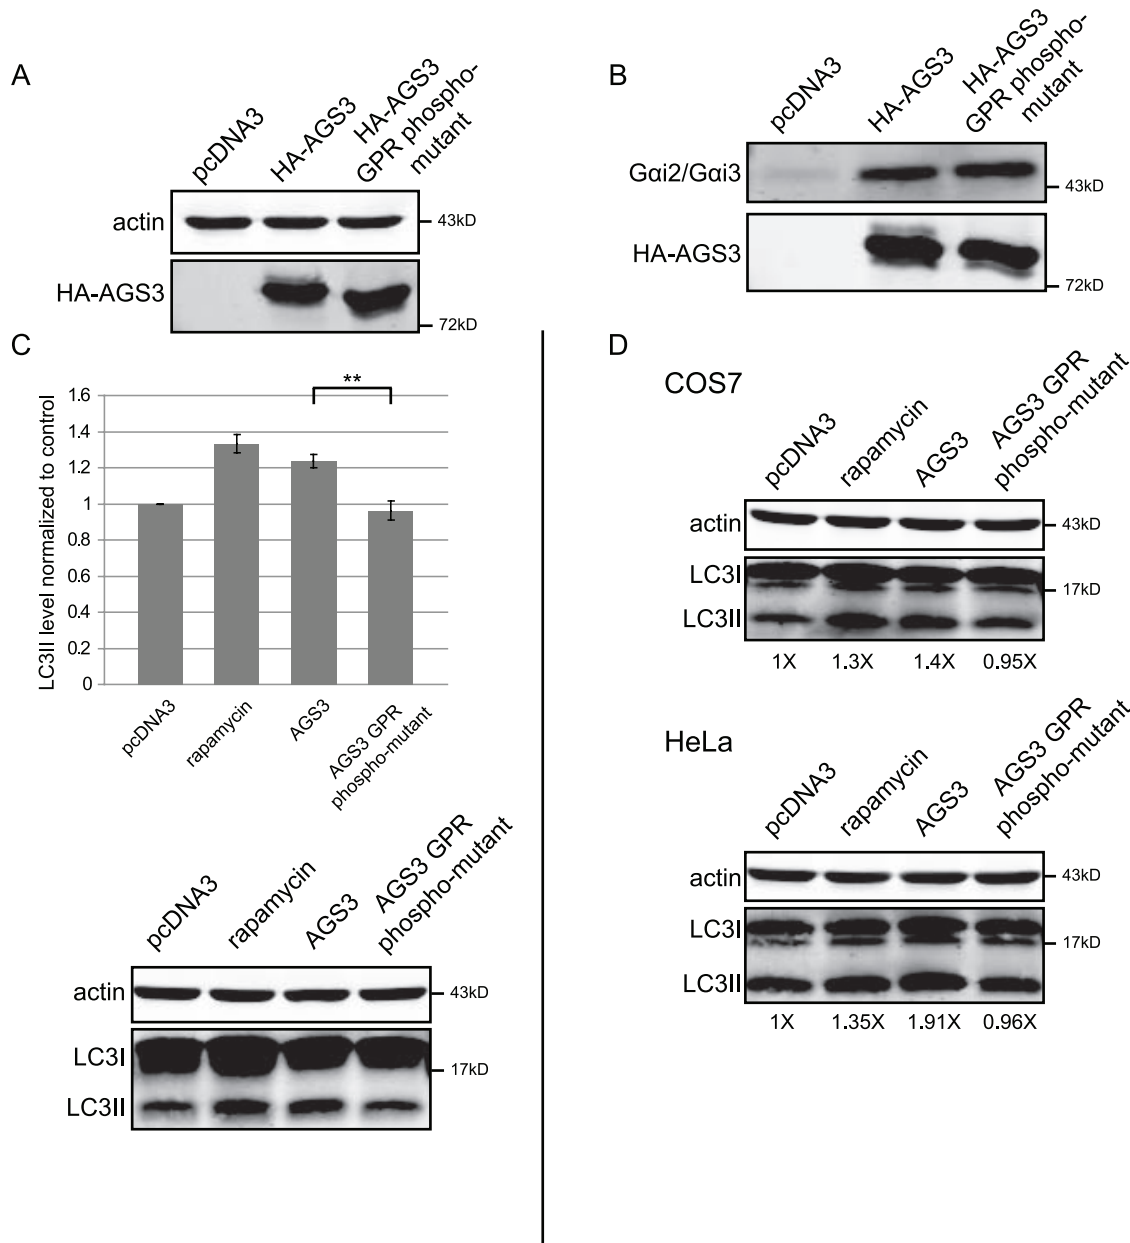 A
pcDNA3
HA-AGS3
HA-AGS3
GPR phospho-
mutant
actin
43kD
HA-AGS3
72kD
B
pcDNA3
HA-AGS3
HA-AGS3
GPR phospho-
mutant
Gαi2/Gαi3
43kD
HA-AGS3
72kD
C
LC3II level normalized to control
1.6
1.4
1.2
1
0.8
0.6
0.4
0.2
0
**
pcDNA3
rapamycin
AGS3
AGS3 GPR
phospho-mutant
pcDNA3
rapamycin
AGS3
AGS3 GPR
phospho-mutant
actin
43kD
LC3I
17kD
LC3II
D
COS7
pcDNA3
rapamycin
AGS3
AGS3 GPR
phospho-mutant
actin
43kD
LC3I
17kD
LC3II
1X 1.3X 1.4X 0.95X
HeLa
pcDNA3
rapamycin
AGS3
AGS3 GPR
phospho-mutant
actin
43kD
LC3I
17kD
LC3II
1X 1.35X 1.91X 0.96X